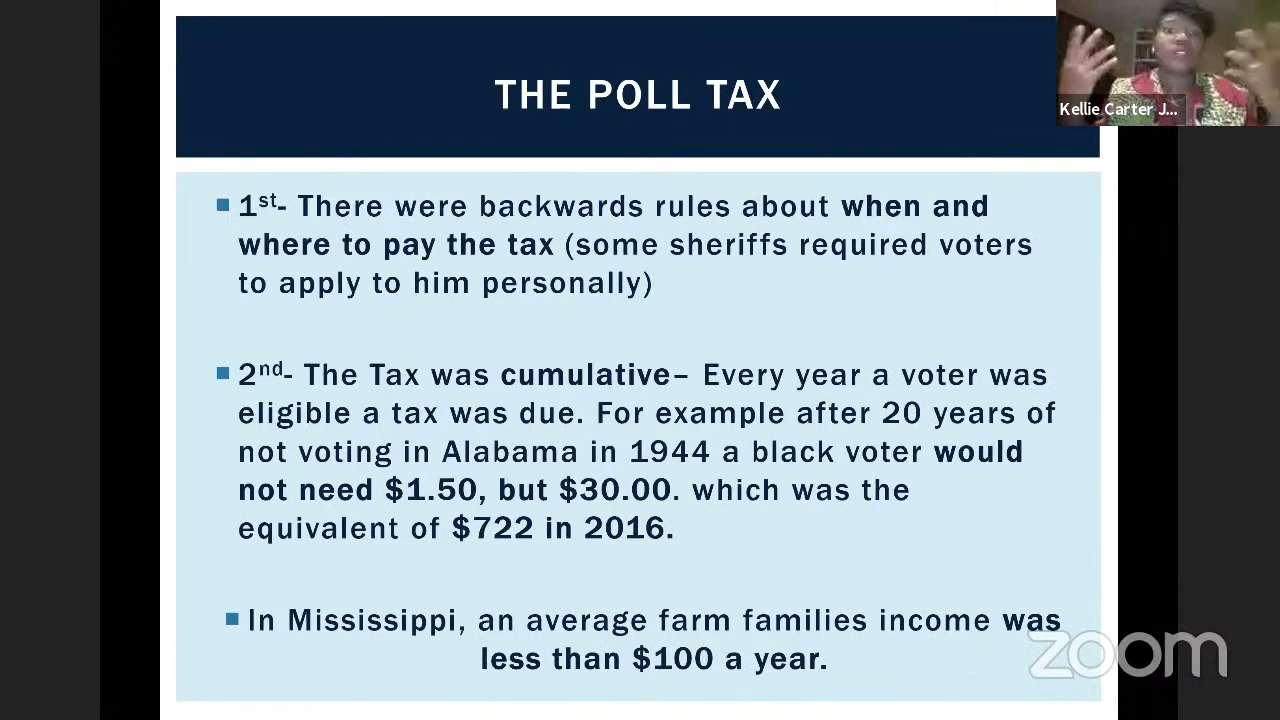 THE POLL TAX
Kellie Carter J...
1st- There were backwards rules about when and
where to pay the tax (some sheriffs required voters
to apply to him personally)
2nd- The Tax was cumulative– Every year a voter was
eligible a tax was due. For example after 20 years of
not voting in Alabama in 1944 a black voter would
not need $1.50, but $30.00. which was the
equivalent of $722 in 2016.
In Mississippi, an average farm families income was
less than $100 a year.
zoom